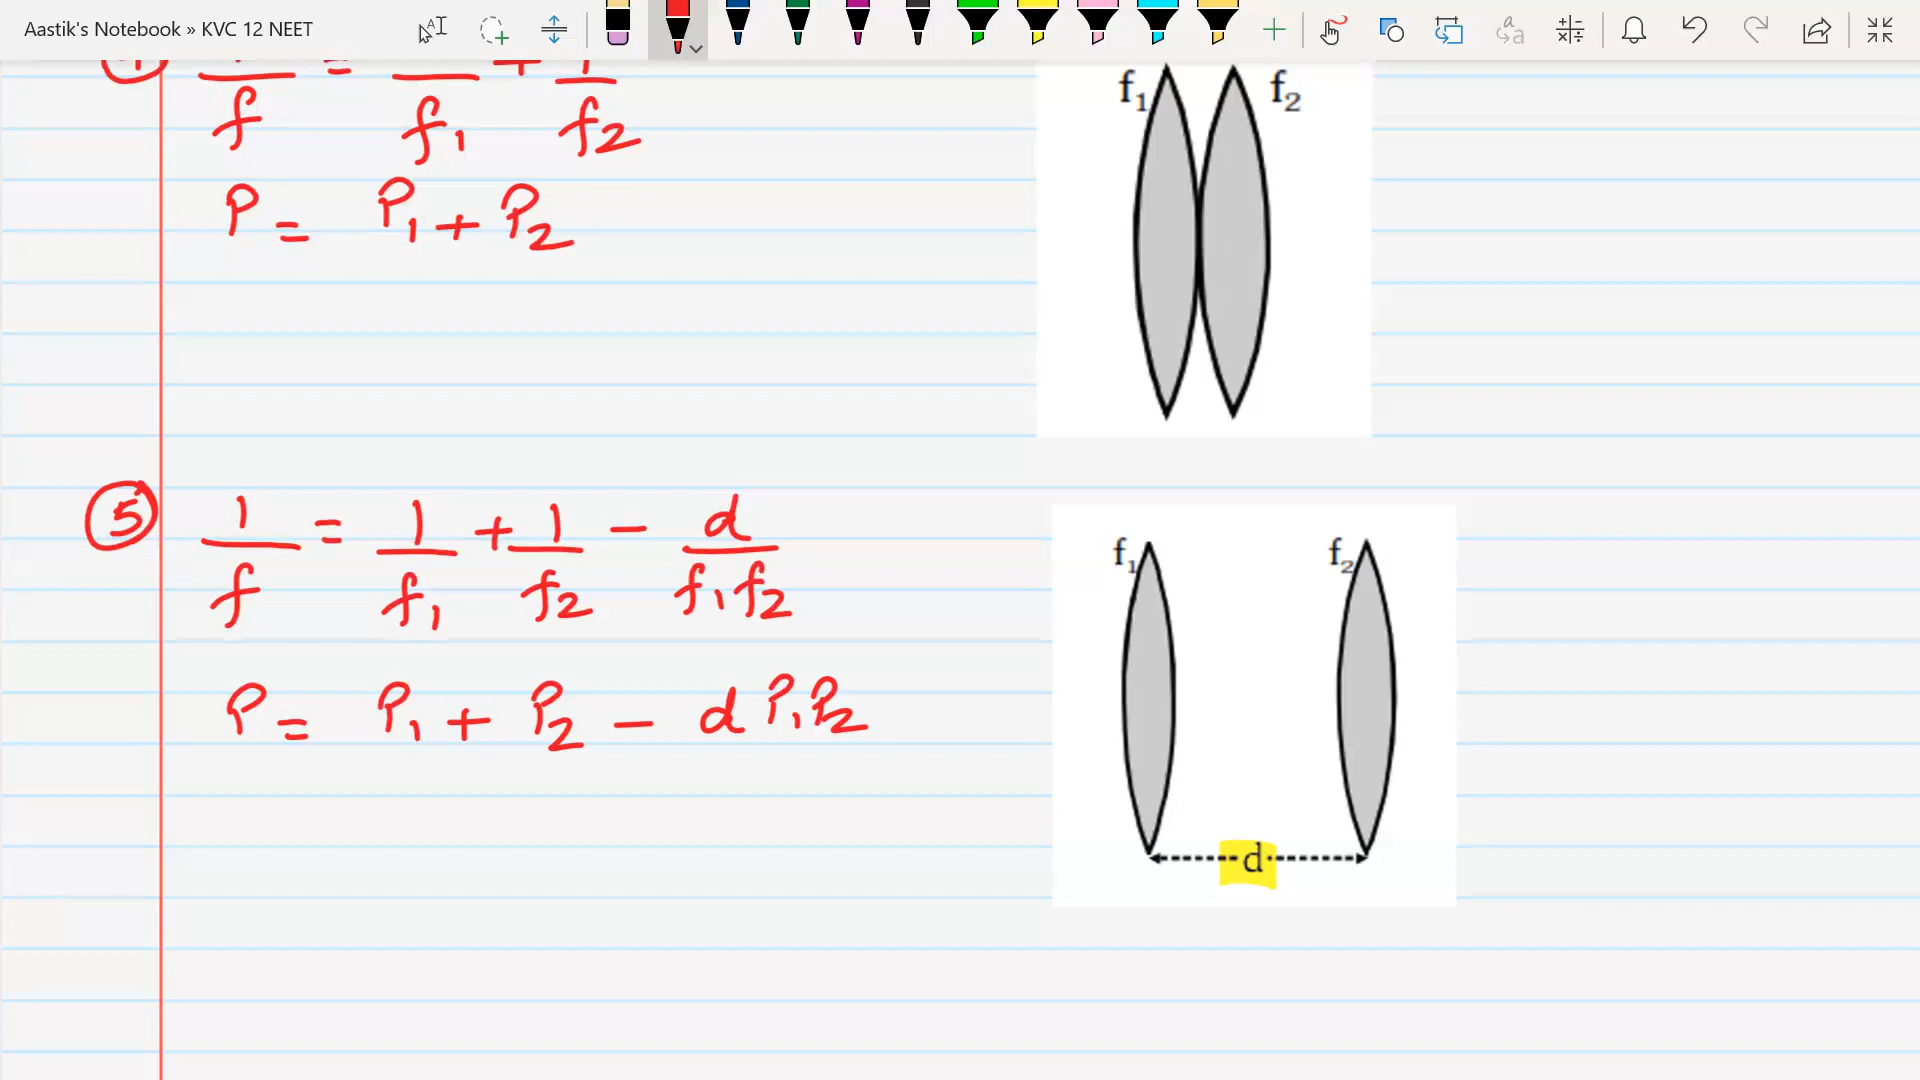 Aastik's Notebook » KVC 12 NEET
④ 1/f = 1/f₁ + 1/f₂
P = P₁ + P₂
f₁ f₂
⑤ 1/f = 1/f₁ + 1/f₂ - d/f₁f₂
P = P₁ + P₂ - d P₁P₂
f₁ f₂
d